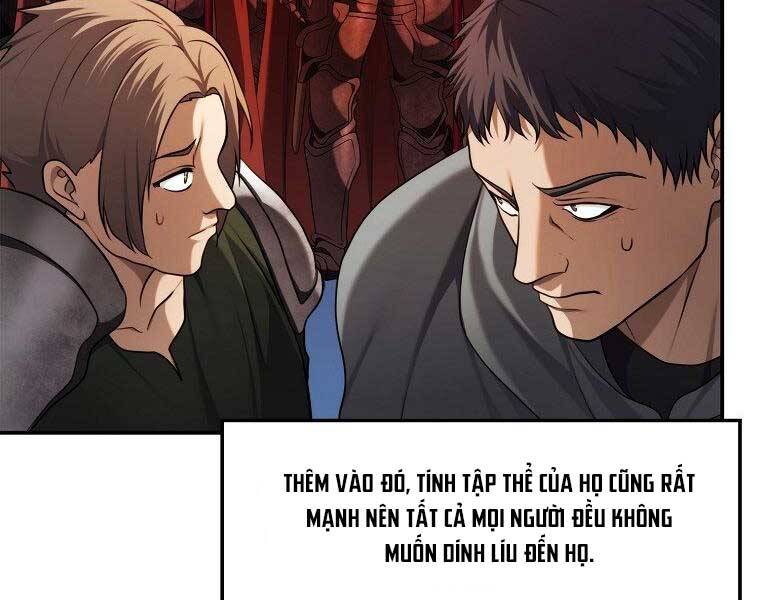 THÊM VÀO ĐÓ, TÍNH TẬP THỂ CỦA HỌ CŨNG RẤT
MẠNH NÊN TẤT CẢ MỌI NGƯỜI ĐỀU KHÔNG
MUỐN DÍNH LÍU ĐẾN HỌ.